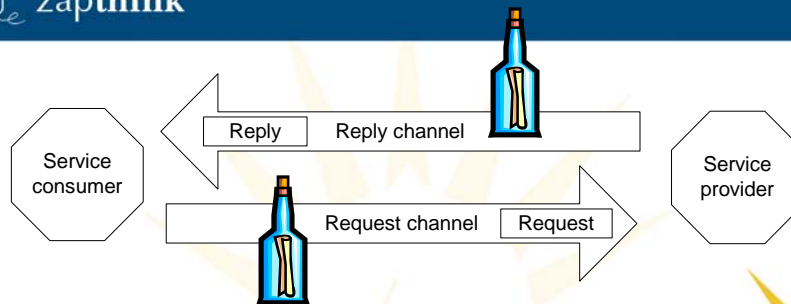 zapthink
Reply
Reply channel
Service
consumer
Service
provider
Request channel
Request